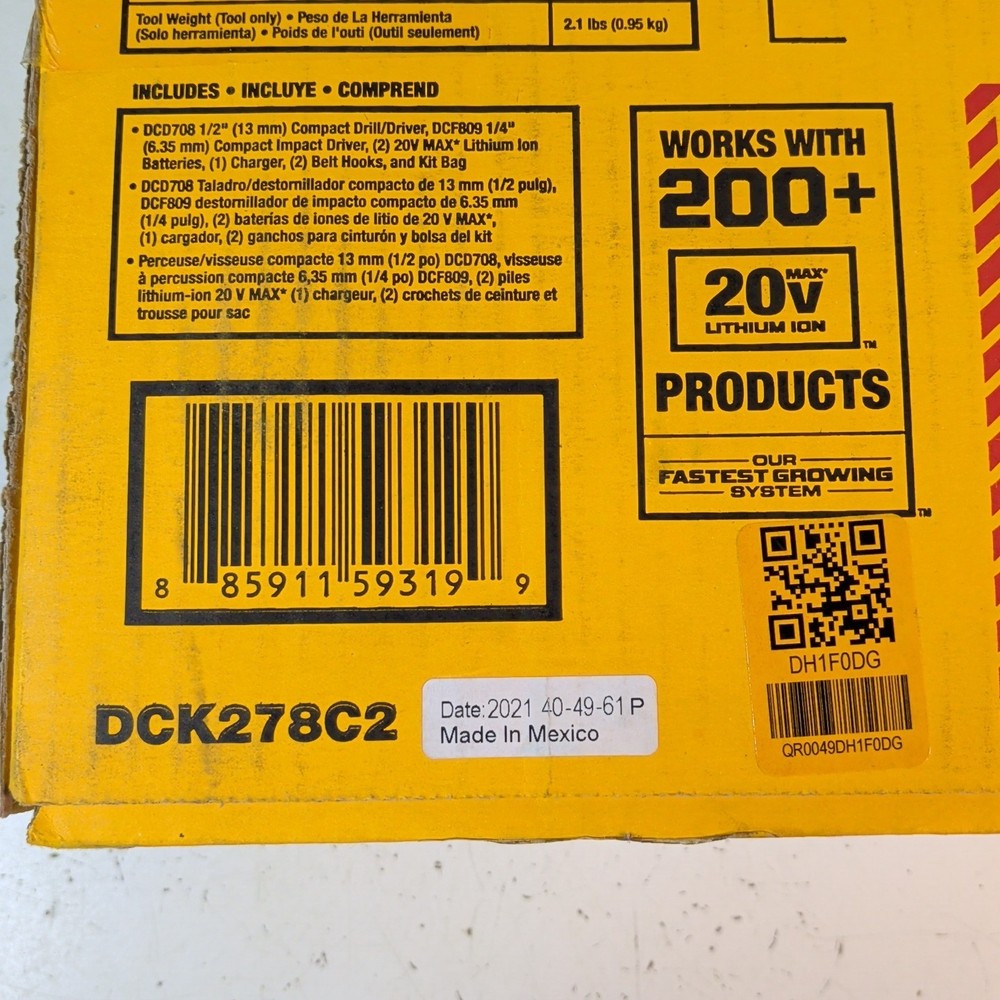 Tool Weight (Tool only) • Peso de La Herramienta
(Solo herramienta) • Poids de l'outi (Outil seulement)
2.1 lbs (0.95 kg)
INCLUDES • INCLUYE • COMPREND
• DCD708 1/2" (13 mm) Compact Drill/Driver, DCF809 1/4"
(6.35 mm) Compact Impact Driver, (2) 20V MAX* Lithium Ion
Batteries, (1) Charger, (2) Belt Hooks, and Kit Bag
• DCD708 Taladro/destornillador compacto de 13 mm (1/2 pulg),
DCF809 destornillador de impacto compacto de 6.35 mm
(1/4 pulg), (2) baterías de iones de litio de 20 V MAX*,
(1) cargador, (2) ganchos para cinturón y bolsa del kit
• Perceuse/visseuse compacte 13 mm (1/2 po) DCD708, visseuse
à percussion compacte 6,35 mm (1/4 po) DCF809, (2) piles
lithium-ion 20 V MAX* (1) chargeur, (2) crochets de ceinture et
trousse pour sac
WORKS WITH
200+
20V MAX*
LITHIUM ION
TM
PRODUCTS
OUR
FASTEST GROWING
SYSTEM
TM
8 85911 59319 9
DH1F0DG
QR0049DH1F0DG
DCK278C2
Date:2021 40-49-61 P
Made In Mexico